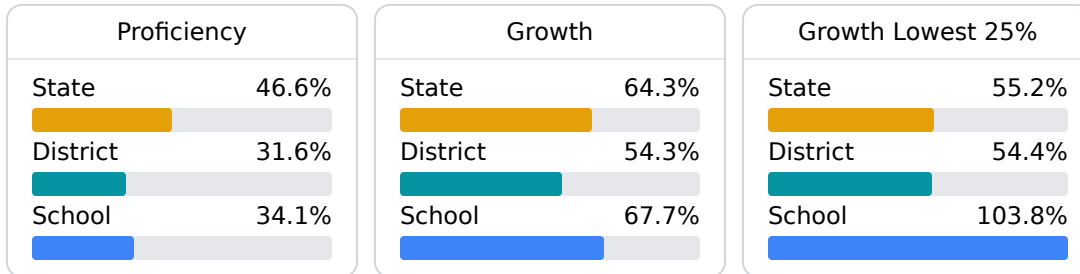 Proficiency
State 46.6%
District 31.6%
School 34.1%
Growth
State 64.3%
District 54.3%
School 67.7%
Growth Lowest 25%
State 55.2%
District 54.4%
School 103.8%